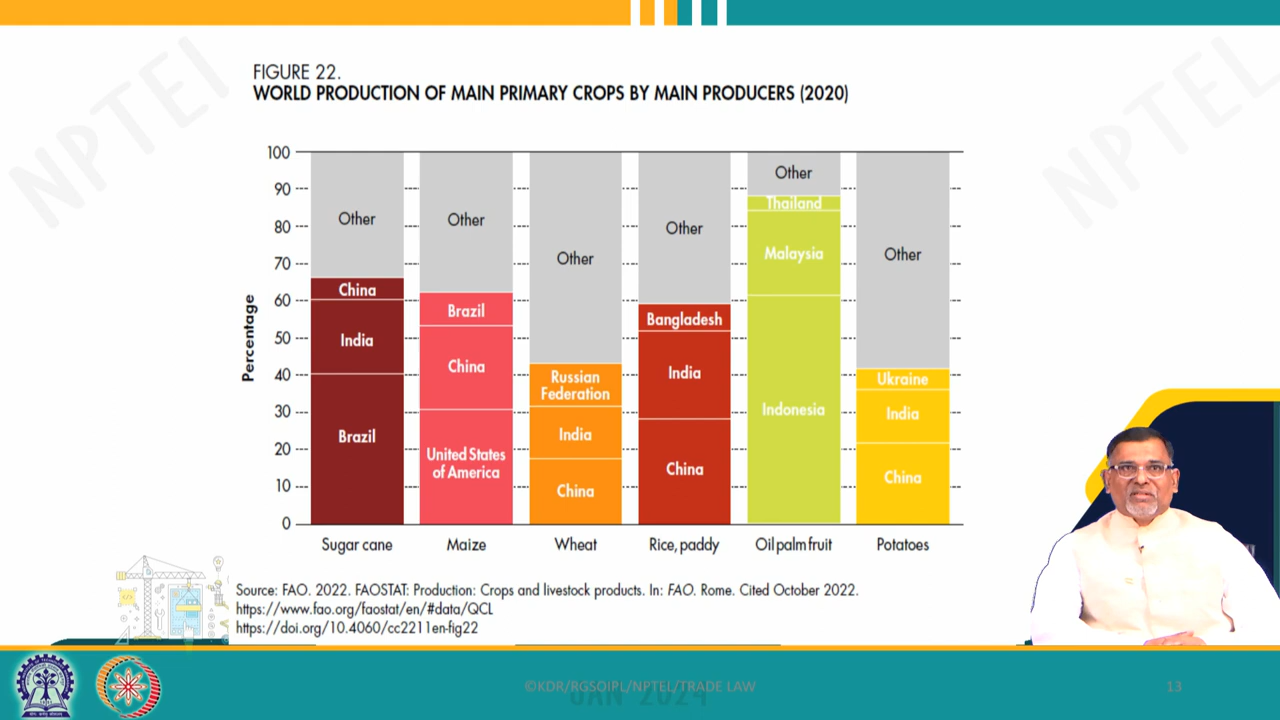 NPTEL
NPTEL
FIGURE 22.
WORLD PRODUCTION OF MAIN PRIMARY CROPS BY MAIN PRODUCERS (2020)
Percentage
100
90
80
70
60
50
40
30
20
10
0
Other
China
India
Brazil
Other
Brazil
China
United States
of America
Other
Russian
Federation
India
China
Other
Bangladesh
India
China
Other
Thailand
Malaysia
Indonesia
Other
Ukraine
India
China
Sugar cane
Maize
Wheat
Rice, paddy
Oil palm fruit
Potatoes
Source: FAO. 2022. FAOSTAT: Production: Crops and livestock products. In: FAO. Rome. Cited October 2022.
https://www.fao.org/faostat/en/#data/QCL
https://doi.org/10.4060/cc2211en-fig22
©KDR/RGSOIPL/NPTEL/TRADE LAW
JAN 2024
13